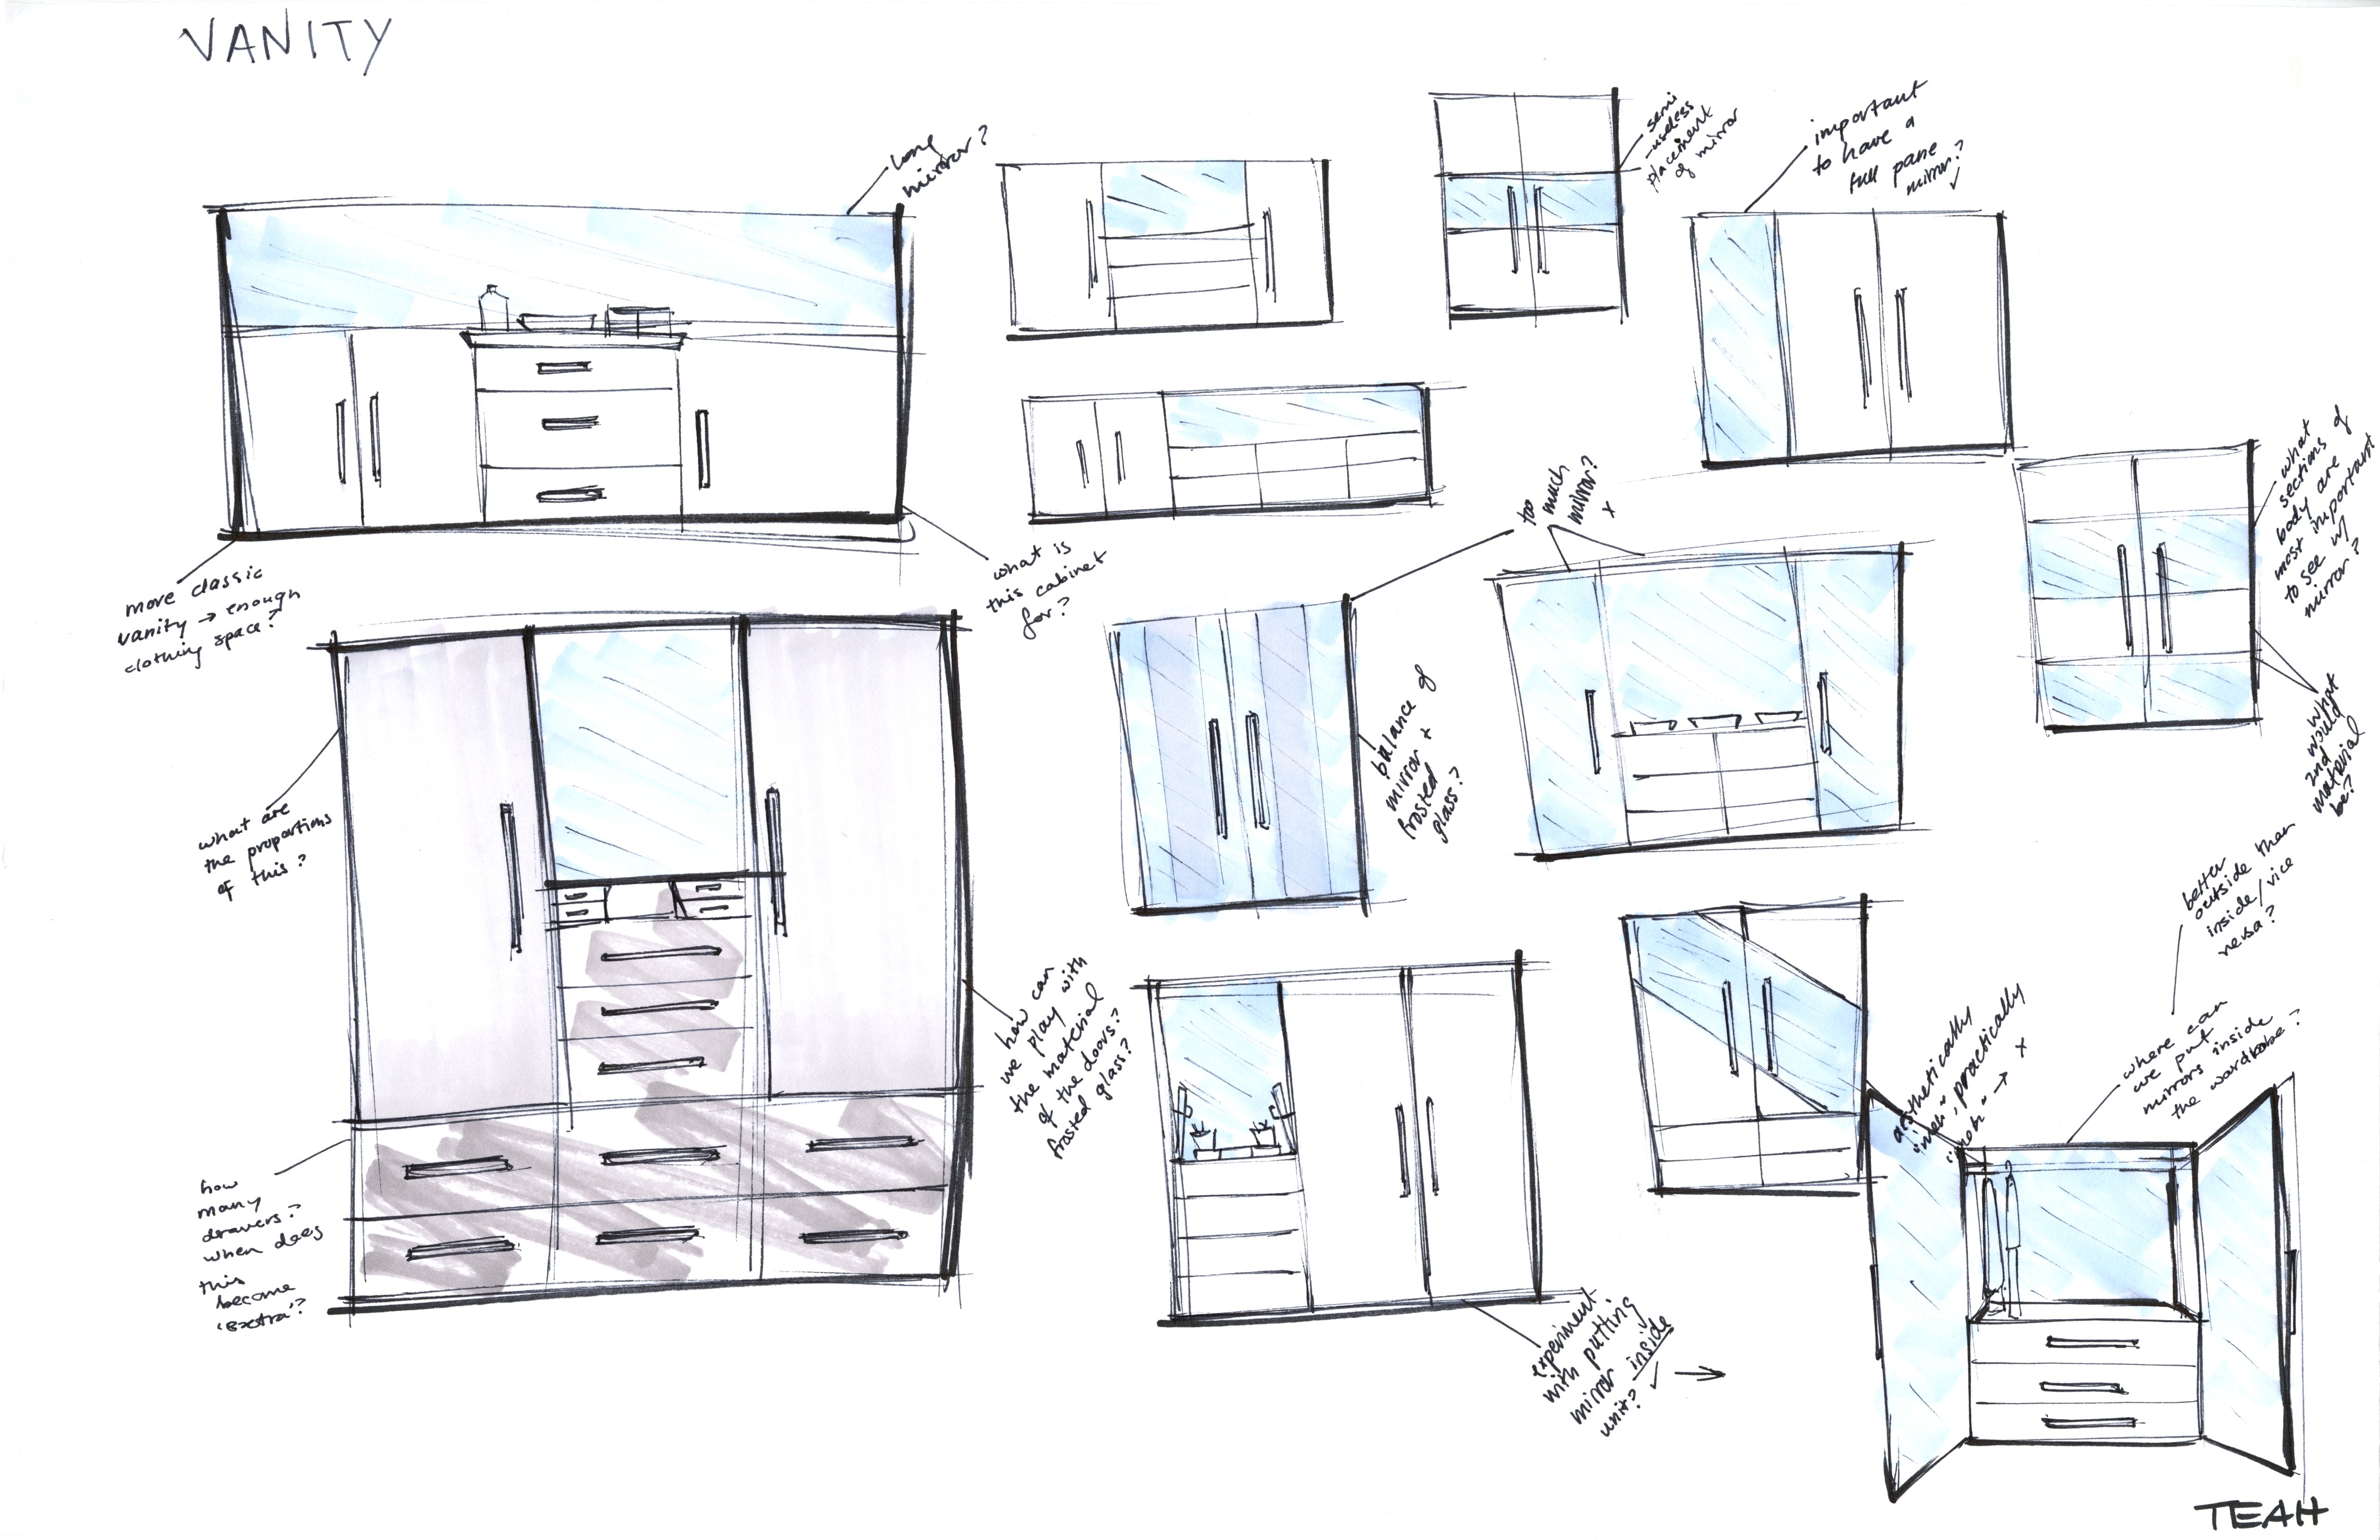 VANITY
long
mirror?
semi
-useless
placement
of mirror
important
to have a
full pane
mirror?
✓
more classic
vanity → enough
clothing space?
what is
this cabinet
for?
too much
mirror?
x
what
sections of
body are
most important
to see w/
mirror?
what
would
2nd
material
be?
what are
the proportions
of this?
balance of
mirror +
frosted
glass?
how can
we play with
the material
of the doors?
frosted glass?
how
many
drawers?
when does
this
become
'extra'?
aesthetically
"meh", practically
"meh" → x
better
outside than
inside/vice
versa?
where can
we put
mirrors inside
the wardrobe?
experiment
with putting
mirror inside
unit? ✓ →
TEAH